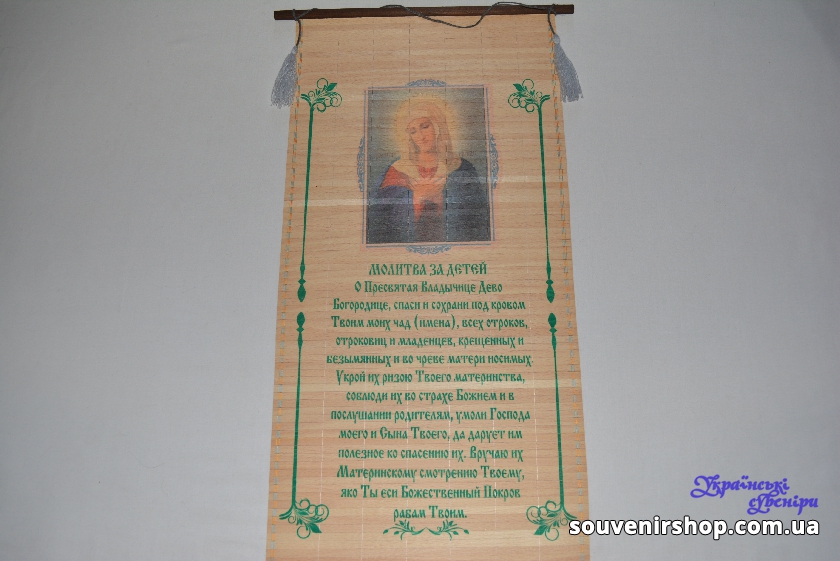 МОЛИТВА ЗА ДЕТЕЙ
О Пресвятая Владычице Дево
Богородице, спаси и сохрани под кровом
Твоим моих чад (имена), всех отроков,
отроковиц и младенцев, крещенных и
безымянных и во чреве матери носимых.
Укрой их ризою Твоего материнства,
соблюди их во страхе Божием и в
послушании родителям, умоли Господа
моего и Сына Твоего, да дарует им
полезное ко спасению их. Вручаю их
Материнскому смотрению Твоему,
яко Ты еси Божественный Покров
рабам Твоим.
Українські
сувеніри
souvenirshop.com.ua